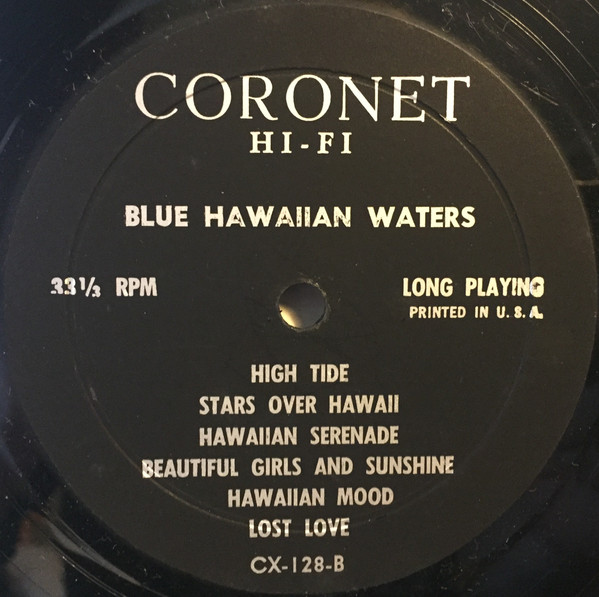 CORONET
HI-FI
BLUE HAWAIIAN WATERS
33⅓ RPM
LONG PLAYING
PRINTED IN U.S.A.
HIGH TIDE
STARS OVER HAWAII
HAWAIIAN SERENADE
BEAUTIFUL GIRLS AND SUNSHINE
HAWAIIAN MOOD
LOST LOVE
CX-128-B